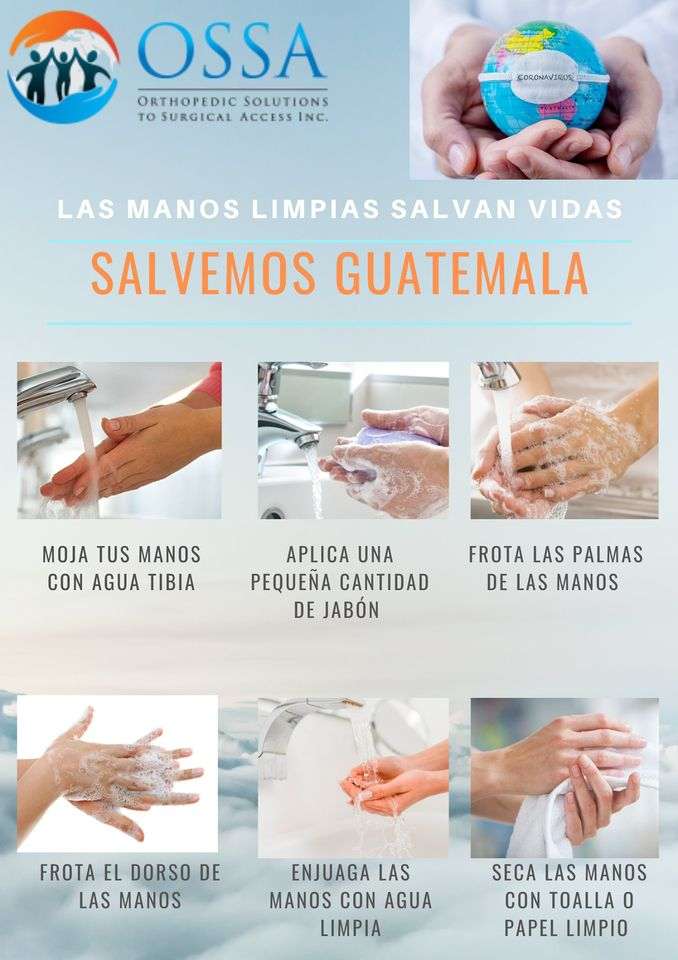 OSSA
ORTHOPEDIC SOLUTIONS
TO SURGICAL ACCESS INC.
CORONAVIRUS
AUSTRALIA
LAS MANOS LIMPIAS SALVAN VIDAS
SALVEMOS GUATEMALA
MOJA TUS MANOS
CON AGUA TIBIA
APLICA UNA
PEQUEÑA CANTIDAD
DE JABÓN
FROTA LAS PALMAS
DE LAS MANOS
FROTA EL DORSO DE
LAS MANOS
ENJUAGA LAS
MANOS CON AGUA
LIMPIA
SECA LAS MANOS
CON TOALLA O
PAPEL LIMPIO